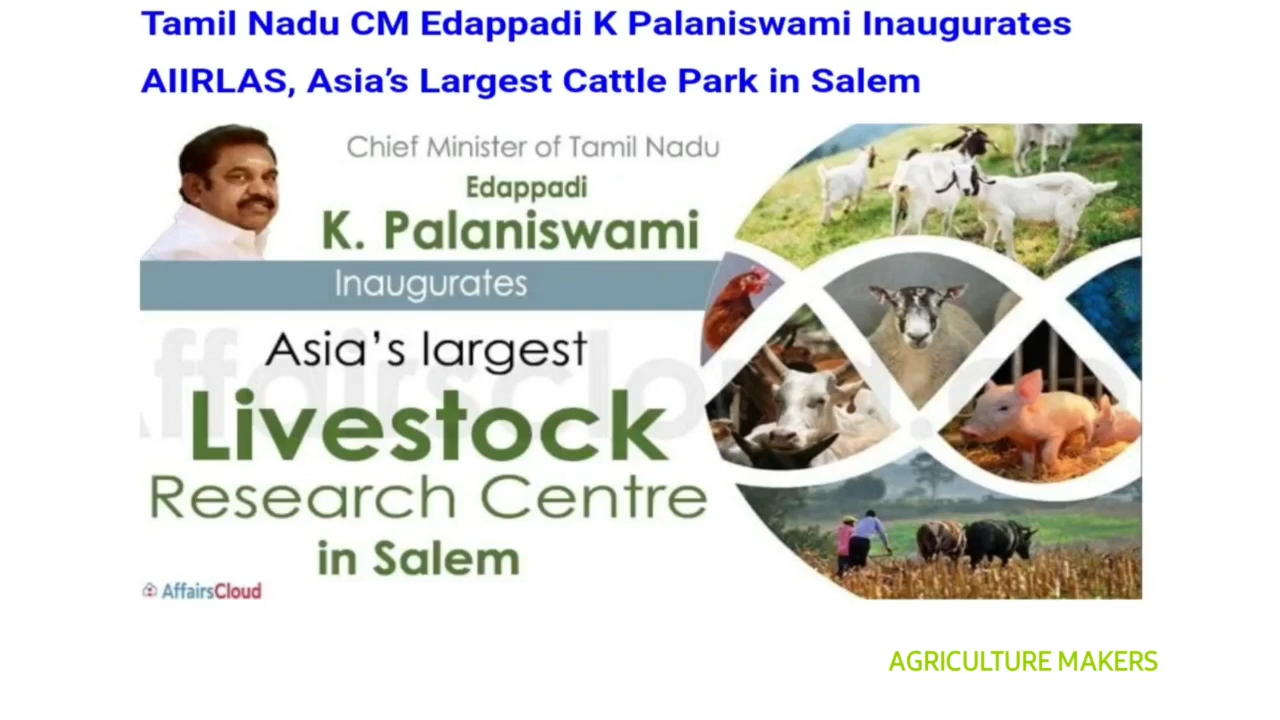 Tamil Nadu CM Edappadi K Palaniswami Inaugurates
AIIRLAS, Asia’s Largest Cattle Park in Salem
Chief Minister of Tamil Nadu
Edappadi
K. Palaniswami
Inaugurates
Asia’s largest
Livestock
Research Centre
in Salem
AffairsCloud
AGRICULTURE MAKERS